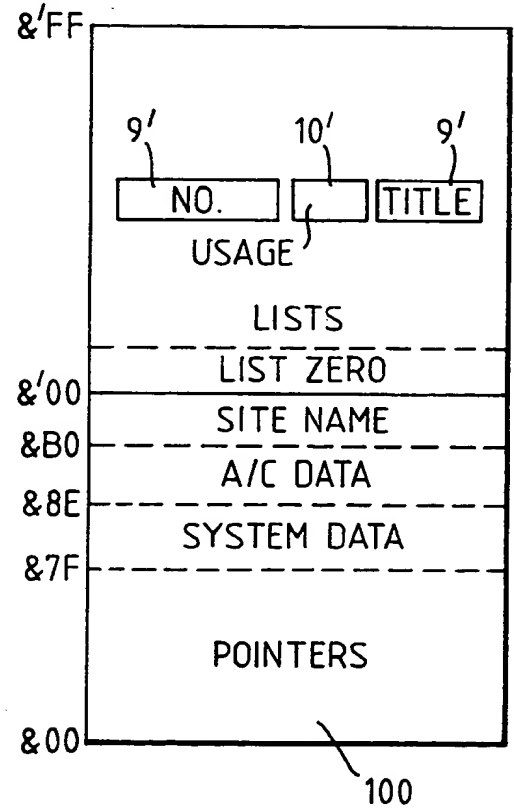 &'FF
9' 10' 9'
NO. TITLE
USAGE
LISTS
LIST ZERO
&'00
SITE NAME
&B0
A/C DATA
&8E
SYSTEM DATA
&7F
POINTERS
&00
100